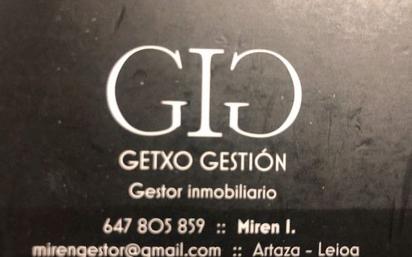 GIG
GETXO GESTIÓN
Gestor inmobiliario
647 805 859 :: Miren I.
mirengestor@gmail.com :: Artaza - Leioa